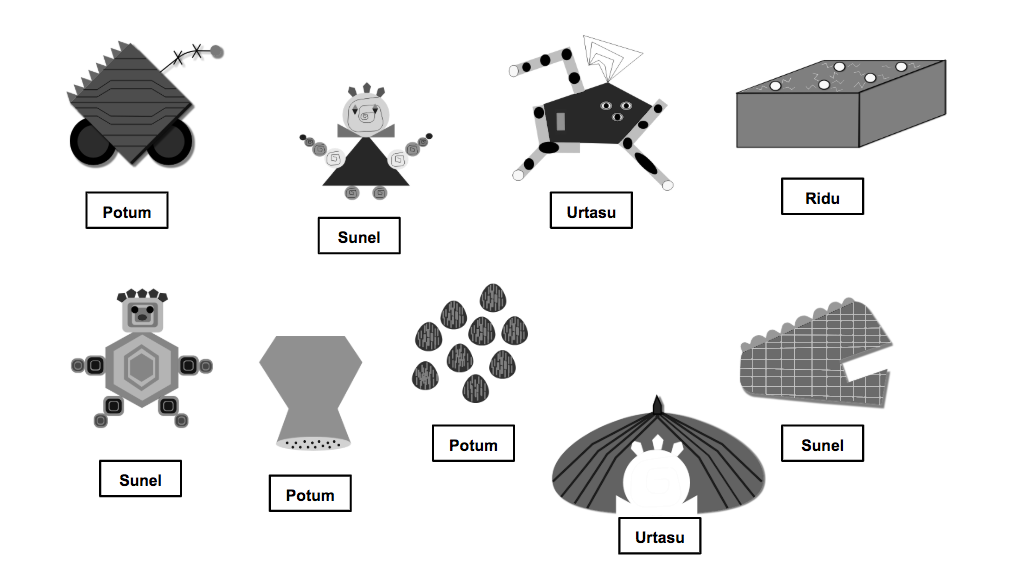 Potum
Sunel
Urtasu
Ridu
Sunel
Potum
Potum
Urtasu
Sunel